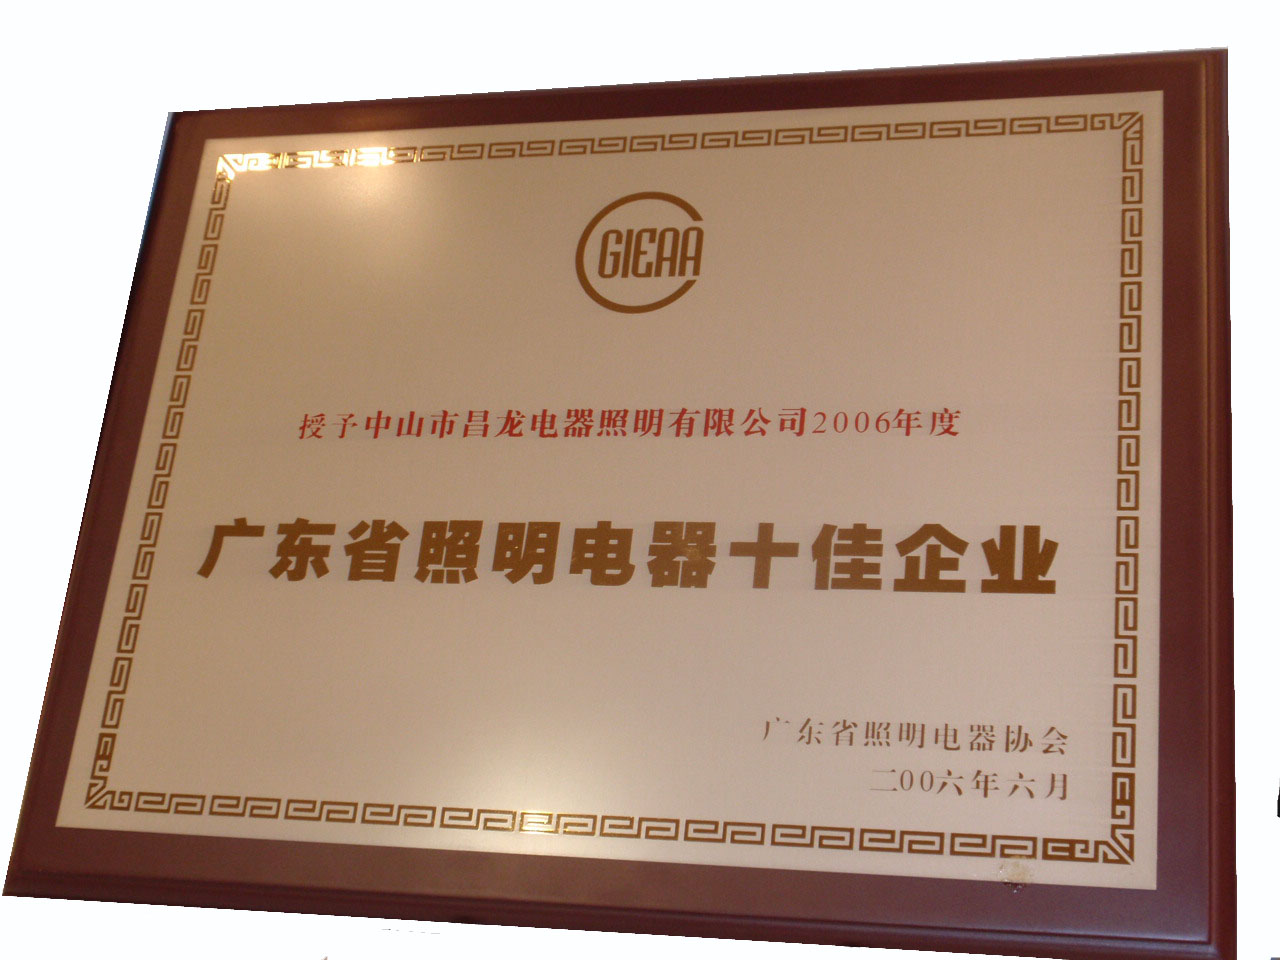 GIEAA
授予中山市昌龙电器照明有限公司2006年度
广东省照明电器十佳企业
广东省照明电器协会
二00六年六月